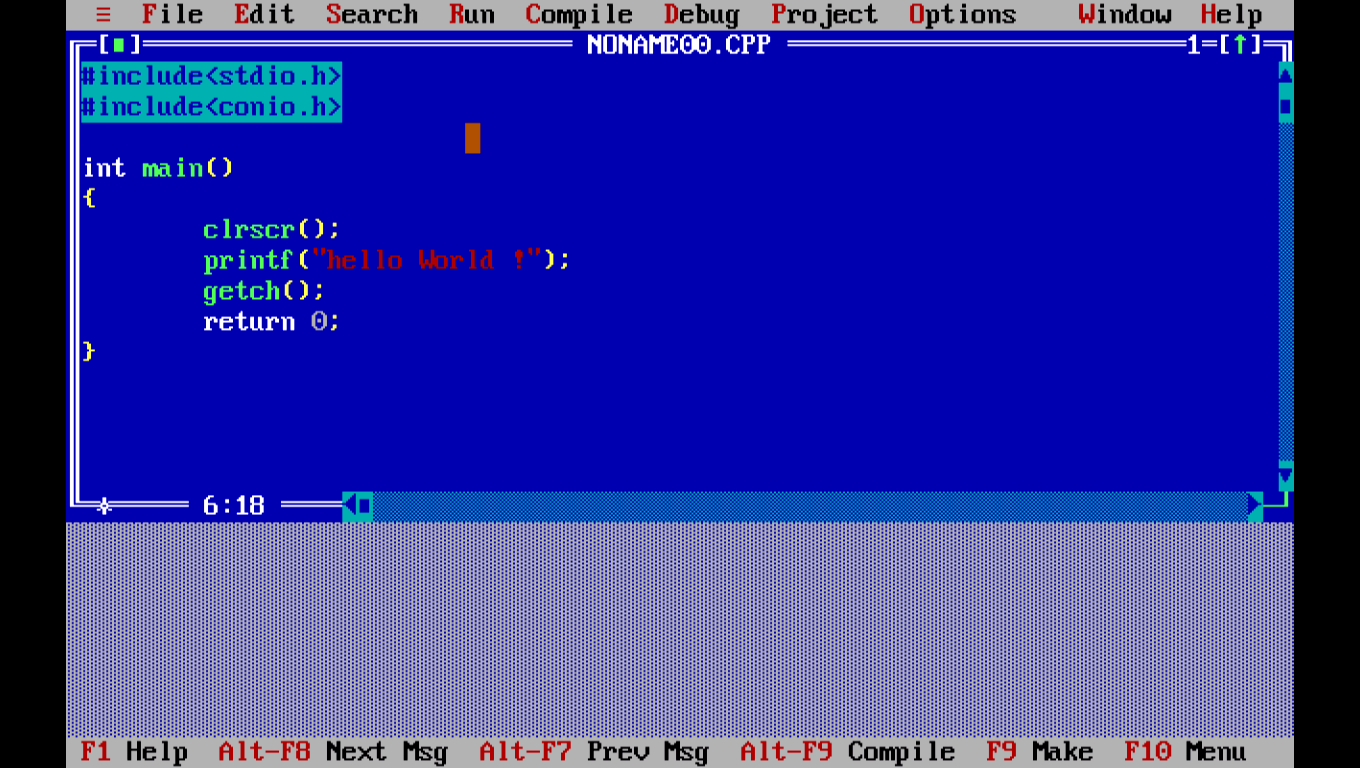 ≡ File Edit Search Run Compile Debug Project Options Window Help
[■] NONAME00.CPP 1=[↑]
#include<stdio.h>
#include<conio.h>
int main()
{
clrscr();
printf("hello World !");
getch();
return 0;
}
6:18
F1 Help Alt-F8 Next Msg Alt-F7 Prev Msg Alt-F9 Compile F9 Make F10 Menu